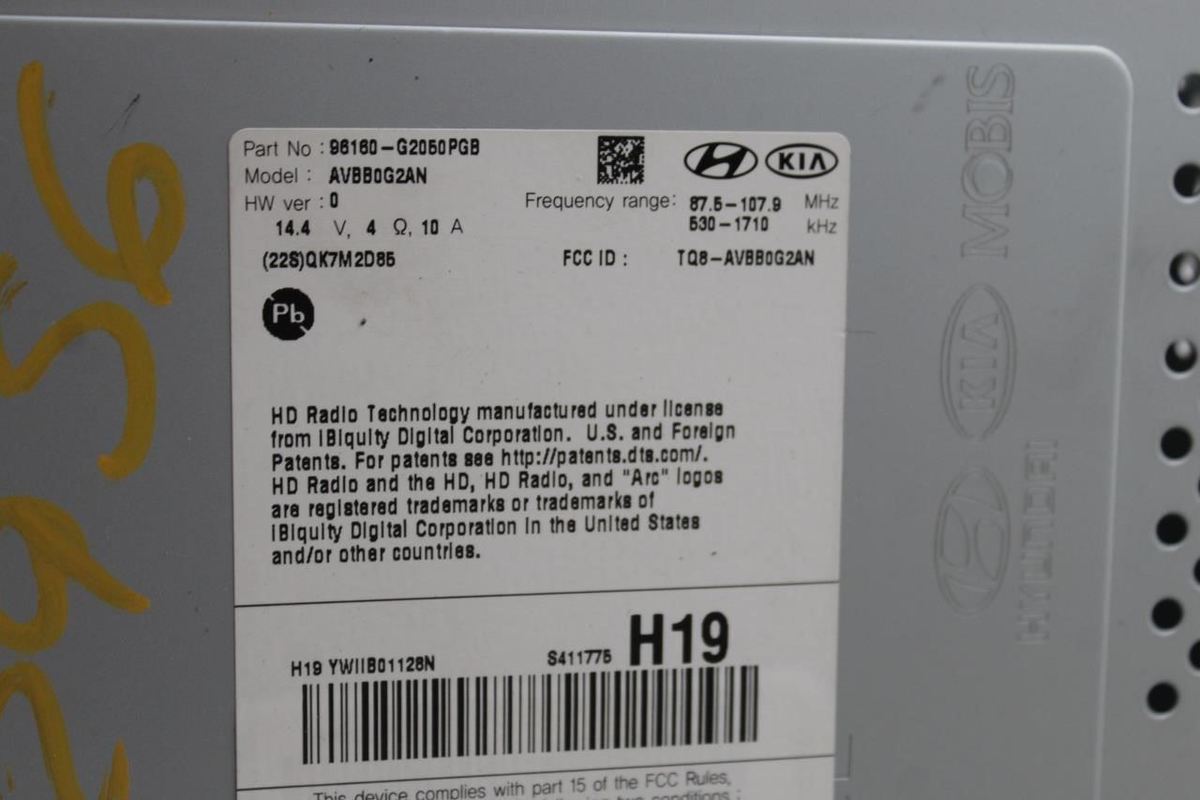 Part No : 96160-G2050PGB
Model : AVBB0G2AN
HW ver : 0
14.4 V, 4 Ω, 10 A
(22S)QK7M2D85
KIA
Frequency range: 87.5-107.9 MHz
530-1710 kHz
FCC ID : TQ8-AVBB0G2AN
Pb
HD Radio Technology manufactured under license
from iBiquity Digital Corporation. U.S. and Foreign
Patents. For patents see http://patents.dts.com/.
HD Radio and the HD, HD Radio, and "Arc" logos
are registered trademarks or trademarks of
iBiquity Digital Corporation in the United States
and/or other countries.
H19 YWIIB01128N
S411775 H19
This device complies with part 15 of the FCC Rules,
two conditions :
MOBIS
KIA
HYUNDAI